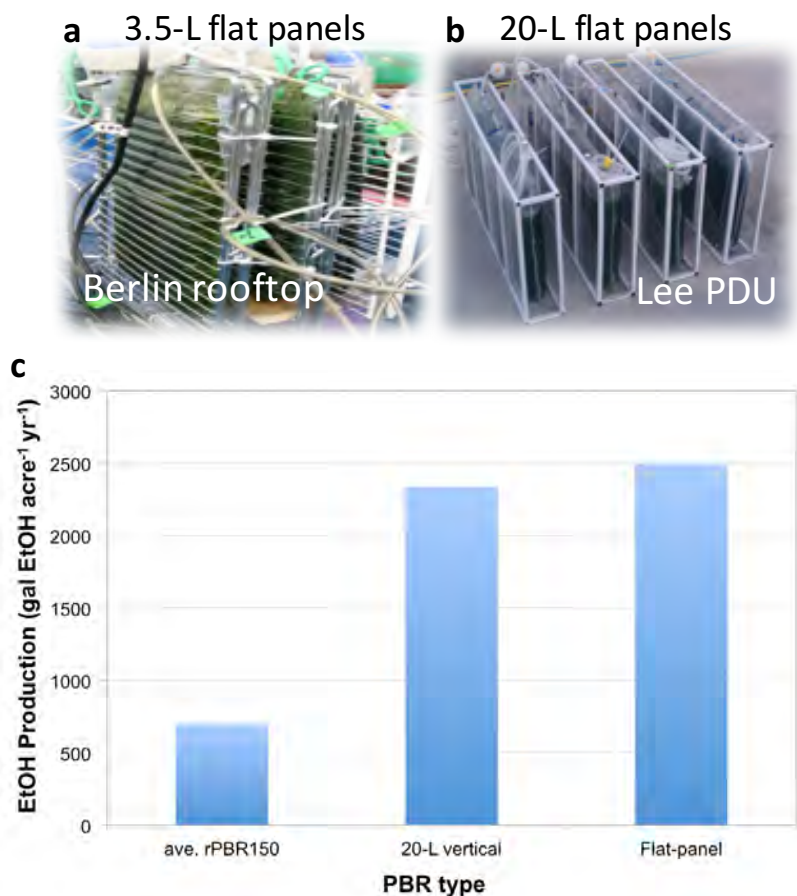 a 3.5-L flat panels
b 20-L flat panels
Berlin rooftop
Lee PDU
c
EtOH Production (gal EtOH acre⁻¹ yr⁻¹)
3000
2500
2000
1500
1000
500
0
ave. rPBR150
20-L vertical
Flat-panel
PBR type